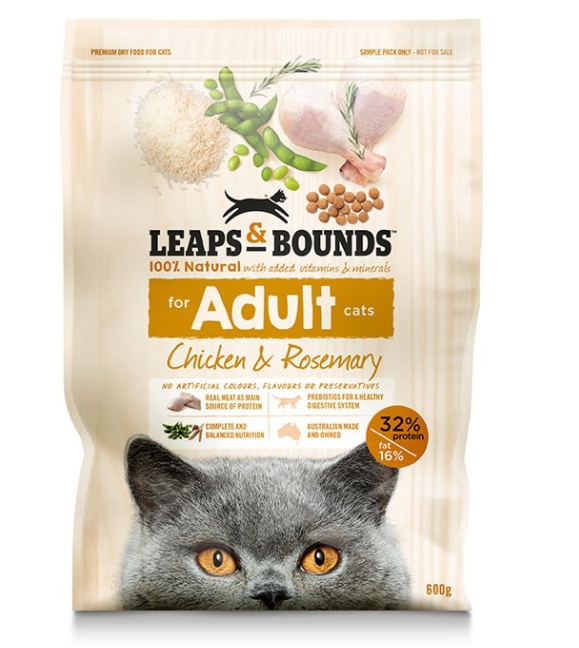 PREMIUM DRY FOOD FOR CATS
SAMPLE PACK ONLY - NOT FOR SALE
LEAPS & BOUNDS™
100% Natural with added vitamins & minerals
for Adult cats
Chicken & Rosemary
NO ARTIFICIAL COLOURS, FLAVOURS OR PRESERVATIVES
REAL MEAT AS MAIN
SOURCE OF PROTEIN
PREBIOTICS FOR A HEALTHY
DIGESTIVE SYSTEM
COMPLETE AND
BALANCED NUTRITION
AUSTRALIAN MADE
AND OWNED
32%
protein
fat
16%
600g